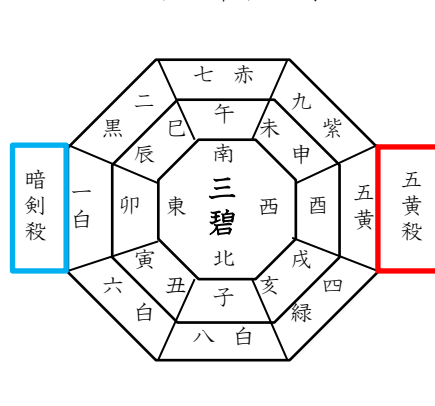 七赤
二黒
九紫
午
巳
未
辰
申
南
暗剣殺
一白
卯
東
三碧
西
酉
五黄
五黄殺
北
寅
戌
丑
亥
子
六白
四緑
八白